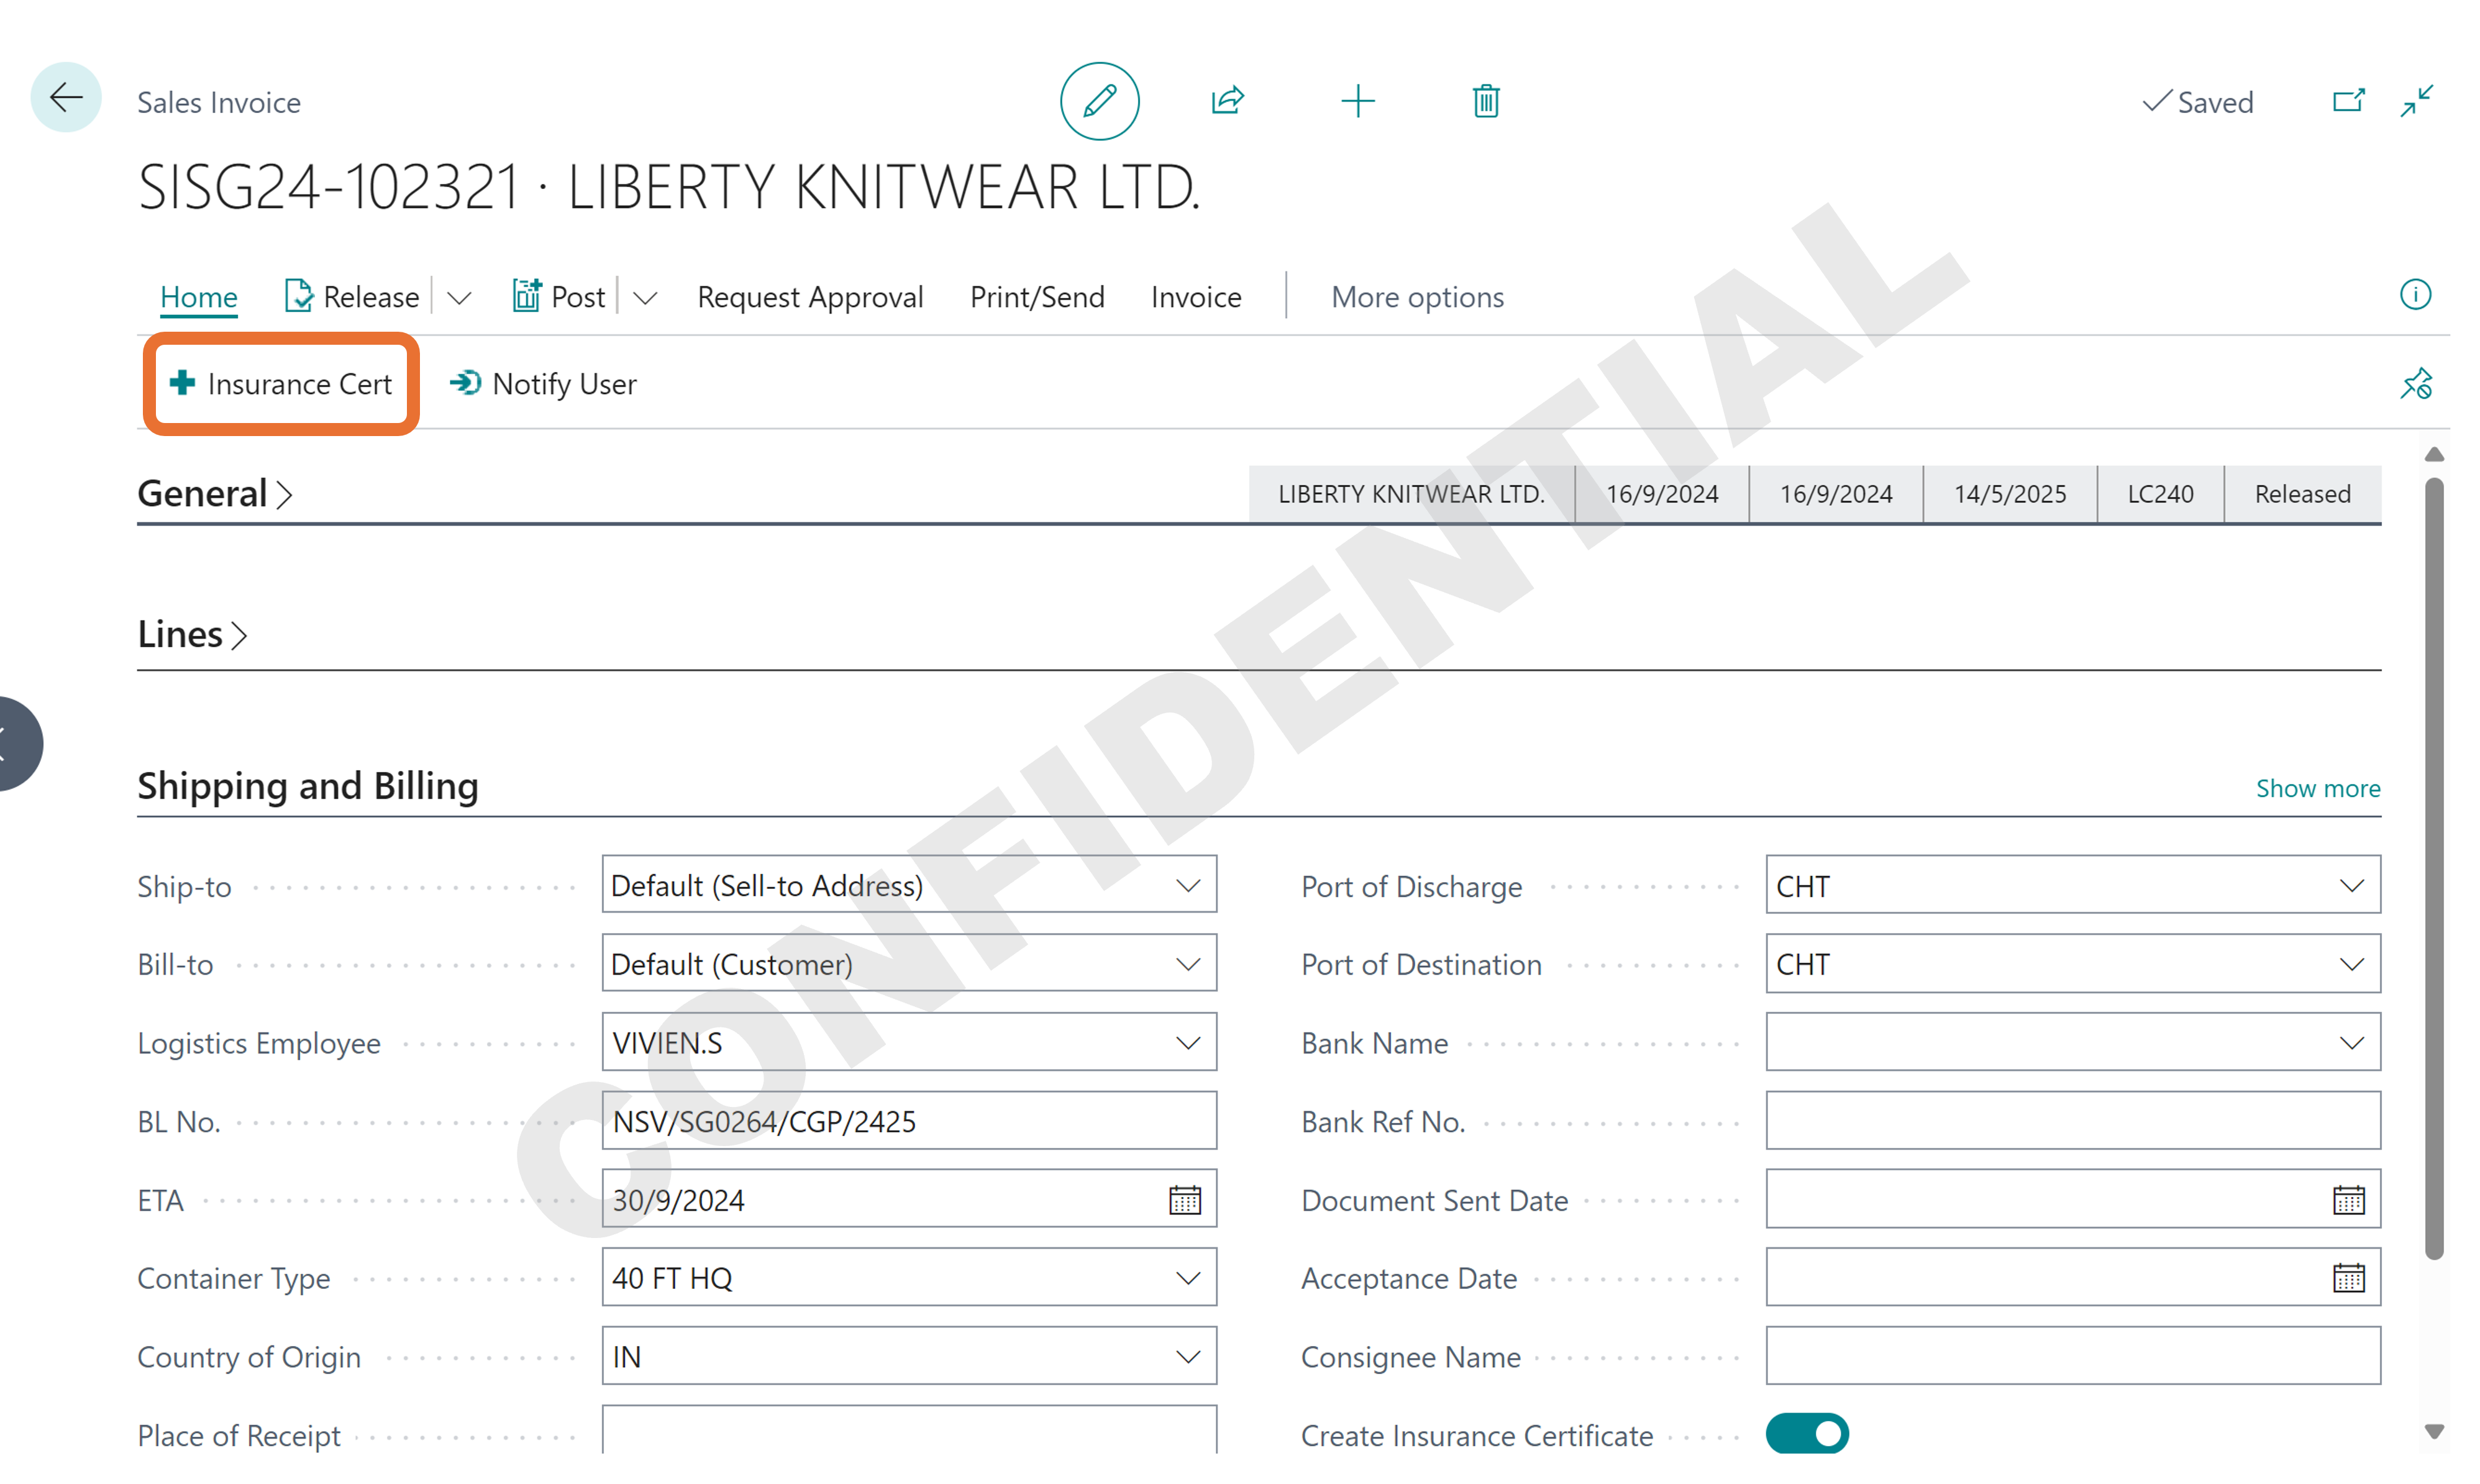 Sales Invoice
Saved
SISG24-102321 · LIBERTY KNITWEAR LTD.
Home Release Post Request Approval Print/Send Invoice More options
Insurance Cert Notify User
General LIBERTY KNITWEAR LTD. 16/9/2024 16/9/2024 14/5/2025 LC240 Released
Lines
Shipping and Billing Show more
Ship-to Default (Sell-to Address) Port of Discharge CHT
Bill-to Default (Customer) Port of Destination CHT
Logistics Employee VIVIEN.S Bank Name
BL No. NSV/SG0264/CGP/2425 Bank Ref No.
ETA 30/9/2024 Document Sent Date
Container Type 40 FT HQ Acceptance Date
Country of Origin IN Consignee Name
Place of Receipt Create Insurance Certificate
CONFIDENTIAL